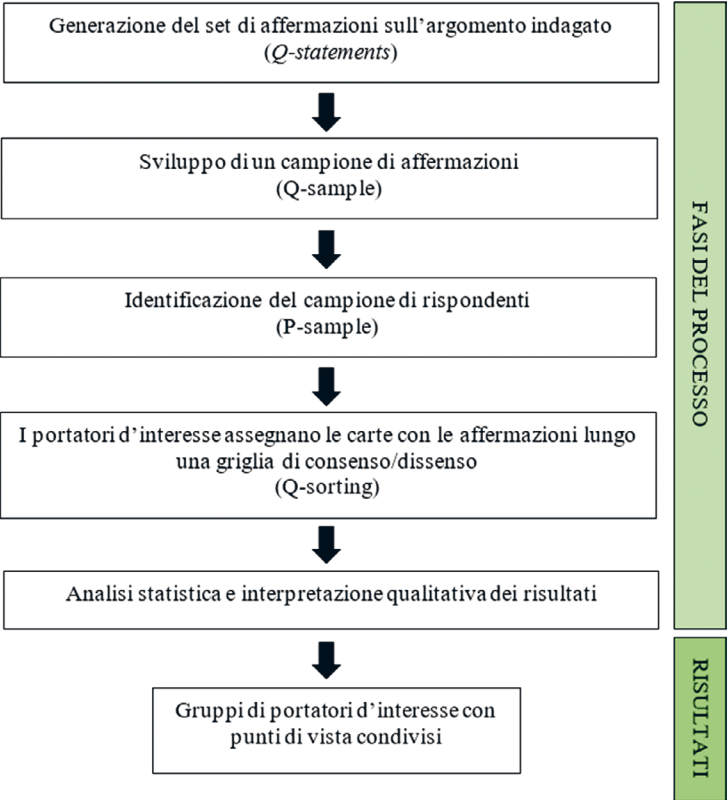 Generazione del set di affermazioni sull'argomento indagato
(Q-statements)
Sviluppo di un campione di affermazioni
(Q-sample)
Identificazione del campione di rispondenti
(P-sample)
I portatori d'interesse assegnano le carte con le affermazioni lungo
una griglia di consenso/dissenso
(Q-sorting)
Analisi statistica e interpretazione qualitativa dei risultati
Gruppi di portatori d'interesse con
punti di vista condivisi
FASI DEL PROCESSO
RISULTATI